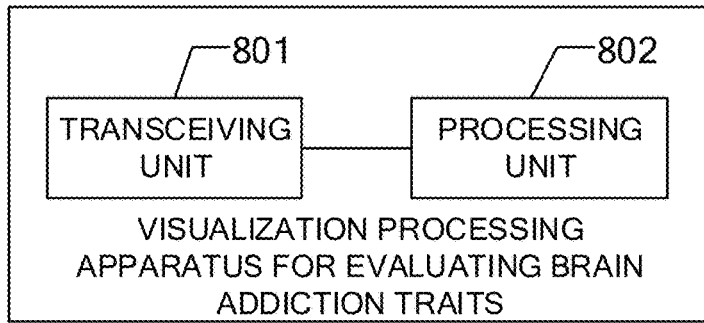 801
802
TRANSCEIVING
UNIT
PROCESSING
UNIT
VISUALIZATION PROCESSING
APPARATUS FOR EVALUATING BRAIN
ADDICTION TRAITS